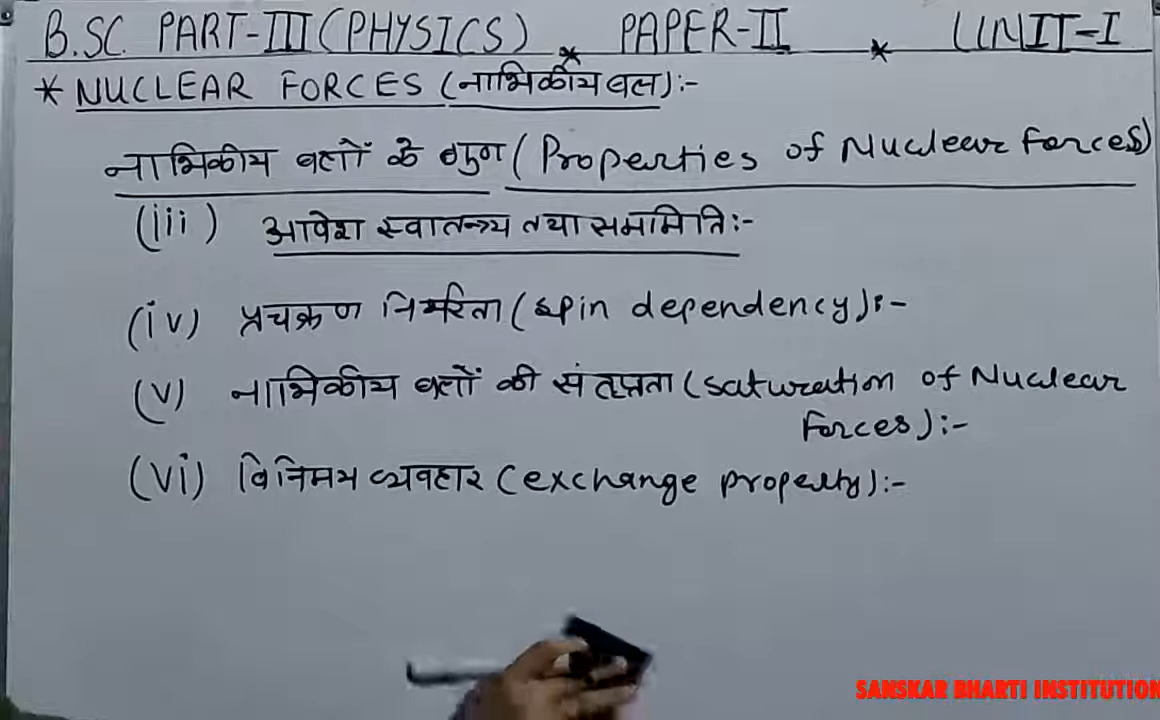 B.SC. PART-III (PHYSICS) * PAPER-II * UNIT-I
* NUCLEAR FORCES (नाभिकीय बल) :-
नाभिकीय बलों के गुण (Properties of Nuclear Forces)
(iii) आवेश स्वातन्त्र्य तथा सममिति :-
(iv) प्रचक्रण निर्भरता (spin dependency) :-
(v) नाभिकीय बलों की संतृप्तता (saturation of Nuclear
Forces) :-
(vi) विनिमय व्यवहार (exchange property) :-
SANSKAR BHARTI INSTITUTION